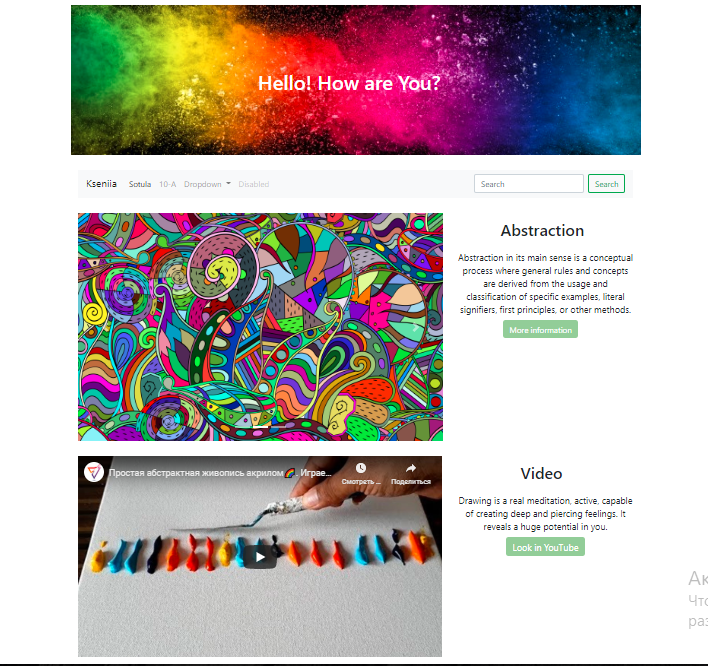 Hello! How are You?
Kseniia Sotula 10-A Dropdown Disabled Search Search
Abstraction
Abstraction in its main sense is a conceptual
process where general rules and concepts
are derived from the usage and
classification of specific examples, literal
signifiers, first principles, or other methods.
More information
Простая абстрактная живопись акрилом🌈. Играе...
Смотреть ... Поделиться
Video
Drawing is a real meditation, active, capable
of creating deep and piercing feelings. It
reveals a huge potential in you.
Look in YouTube